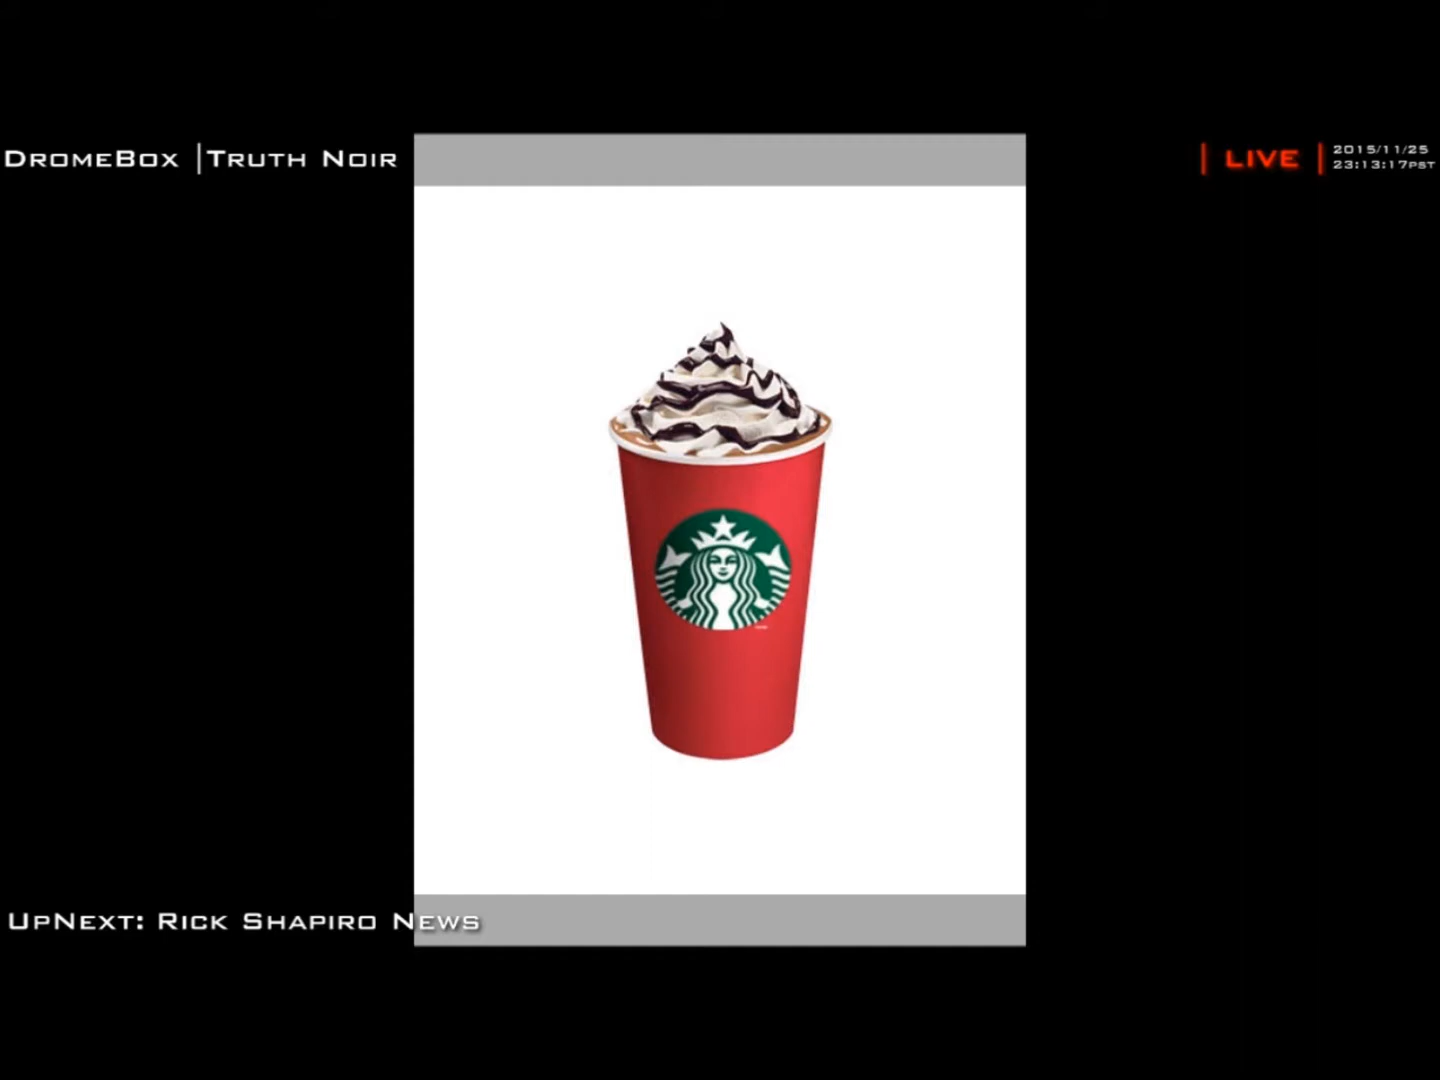 DromeBox |Truth Noir
| LIVE |
2015/11/25
23:13:17PST
UpNext: Rick Shapiro News